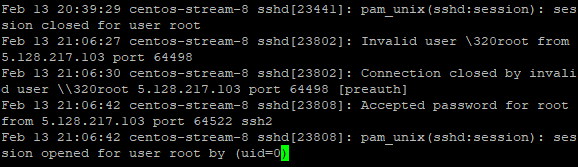 Feb 13 20:39:29 centos-stream-8 sshd[23441]: pam_unix(sshd:session): ses
sion closed for user root
Feb 13 21:06:27 centos-stream-8 sshd[23802]: Invalid user \320root from
5.128.217.103 port 64498
Feb 13 21:06:30 centos-stream-8 sshd[23802]: Connection closed by invali
d user \\320root 5.128.217.103 port 64498 [preauth]
Feb 13 21:06:42 centos-stream-8 sshd[23808]: Accepted password for root
from 5.128.217.103 port 64522 ssh2
Feb 13 21:06:42 centos-stream-8 sshd[23808]: pam_unix(sshd:session): ses
sion opened for user root by (uid=0)